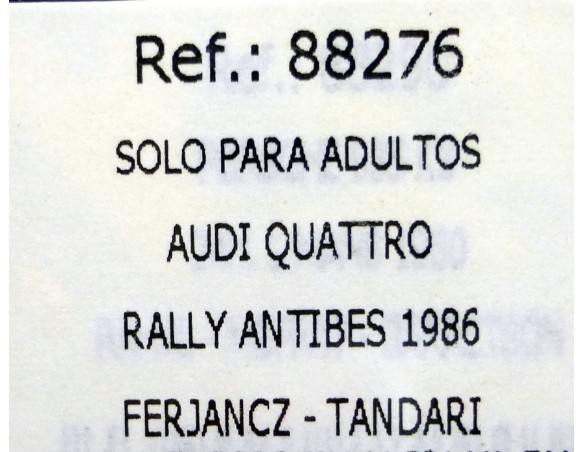 Ref.: 88276
SOLO PARA ADULTOS
AUDI QUATTRO
RALLY ANTIBES 1986
FERJANCZ - TANDARI